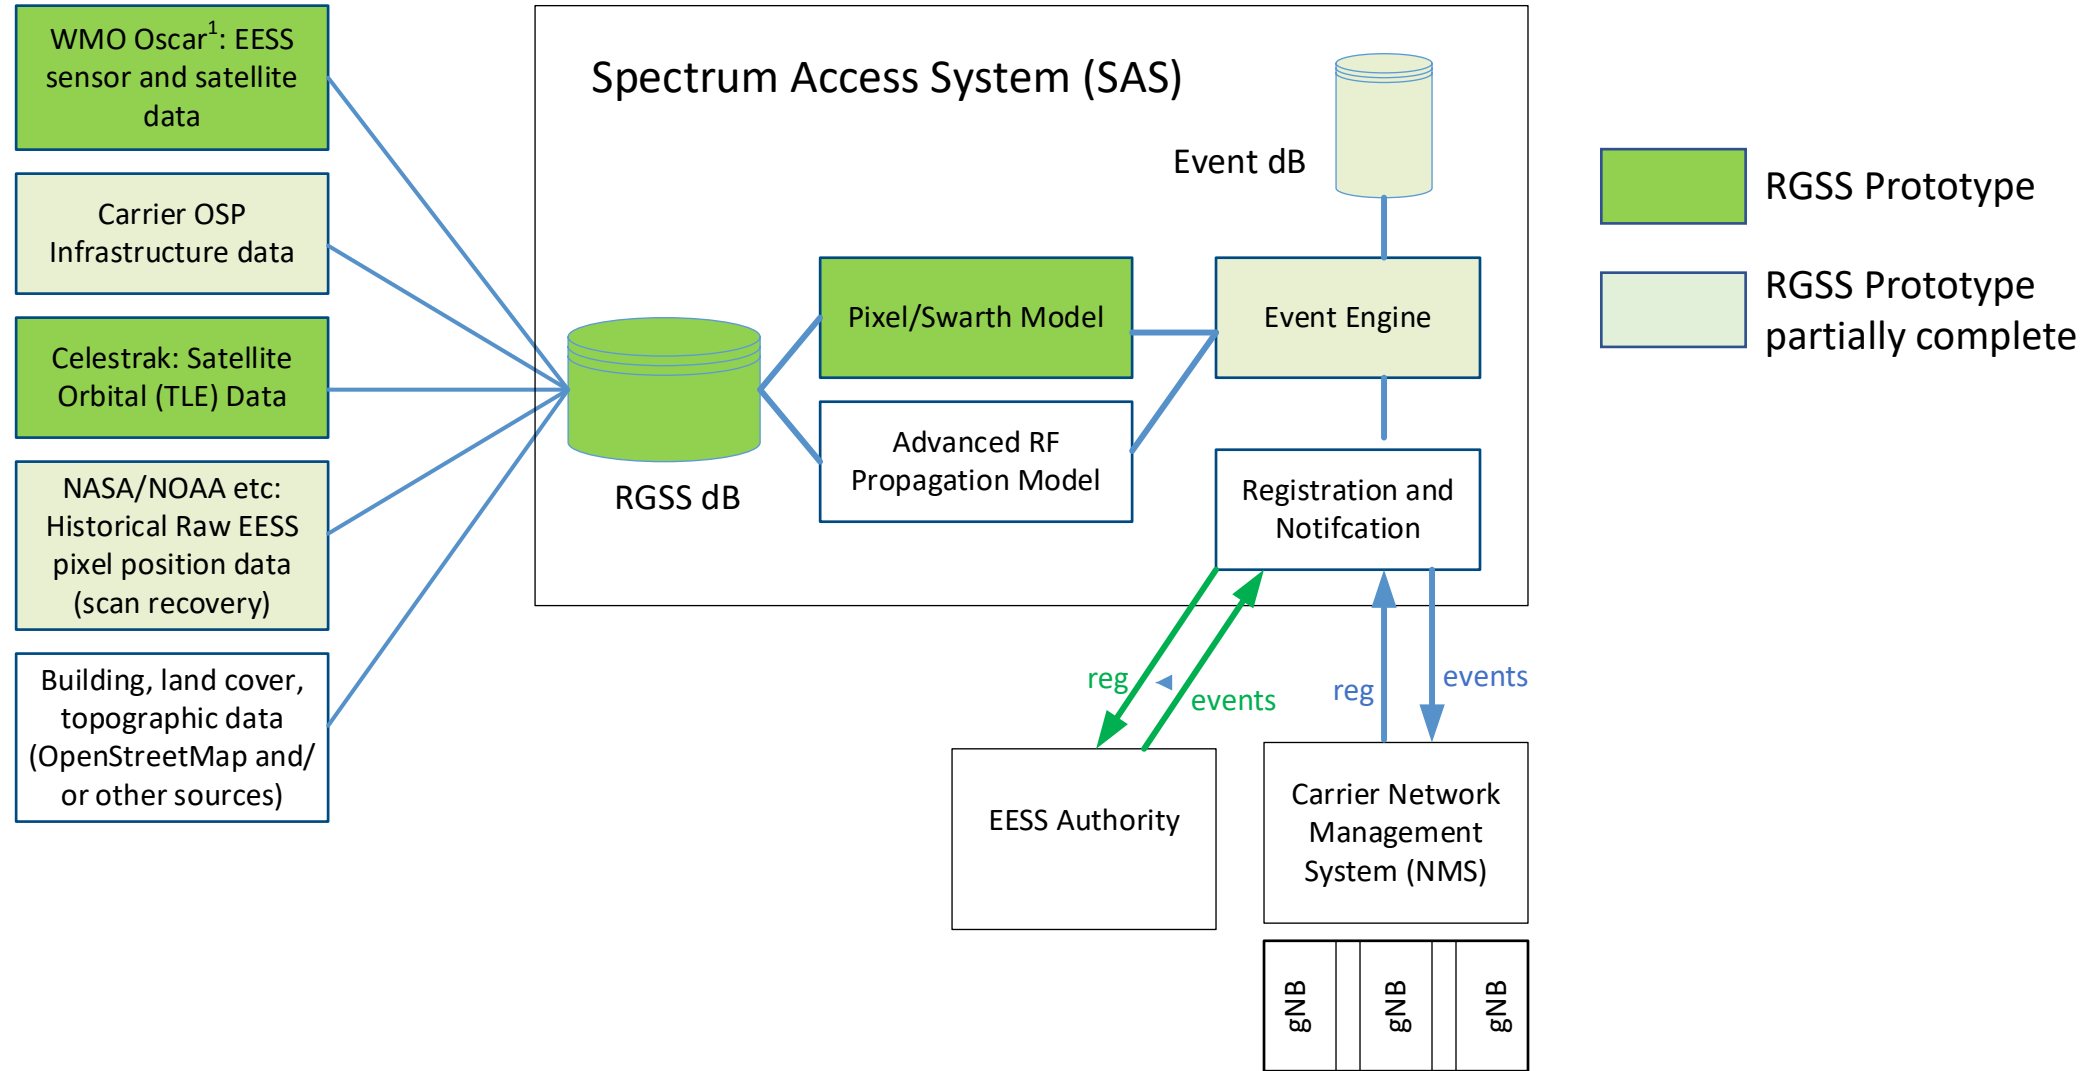 WMO Oscar¹: EESS
sensor and satellite
data
Carrier OSP
Infrastructure data
Celestrak: Satellite
Orbital (TLE) Data
NASA/NOAA etc:
Historical Raw EESS
pixel position data
(scan recovery)
Building, land cover,
topographic data
(OpenStreetMap and/
or other sources)
Spectrum Access System (SAS)
Event dB
RGSS dB
Pixel/Swarth Model
Advanced RF
Propagation Model
Event Engine
Registration and
Notifcation
reg
events
reg
events
EESS Authority
Carrier Network
Management
System (NMS)
gNB
gNB
gNB
RGSS Prototype
RGSS Prototype
partially complete